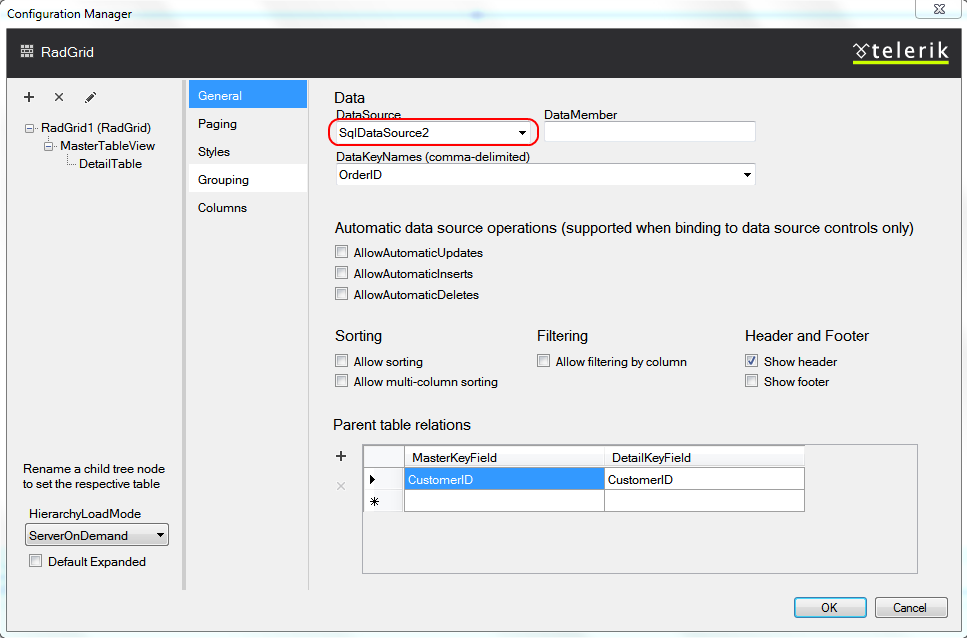 Configuration Manager
RadGrid
telerik
RadGrid1 (RadGrid)
MasterTableView
DetailTable
Rename a child tree node
to set the respective table
HierarchyLoadMode
ServerOnDemand
Default Expanded
General
Paging
Styles
Grouping
Columns
Data
DataSource
DataMember
SqlDataSource2
DataKeyNames (comma-delimited)
OrderID
Automatic data source operations (supported when binding to data source controls only)
AllowAutomaticUpdates
AllowAutomaticInserts
AllowAutomaticDeletes
Sorting
Allow sorting
Allow multi-column sorting
Filtering
Allow filtering by column
Header and Footer
Show header
Show footer
Parent table relations
MasterKeyField DetailKeyField
CustomerID CustomerID
OK Cancel